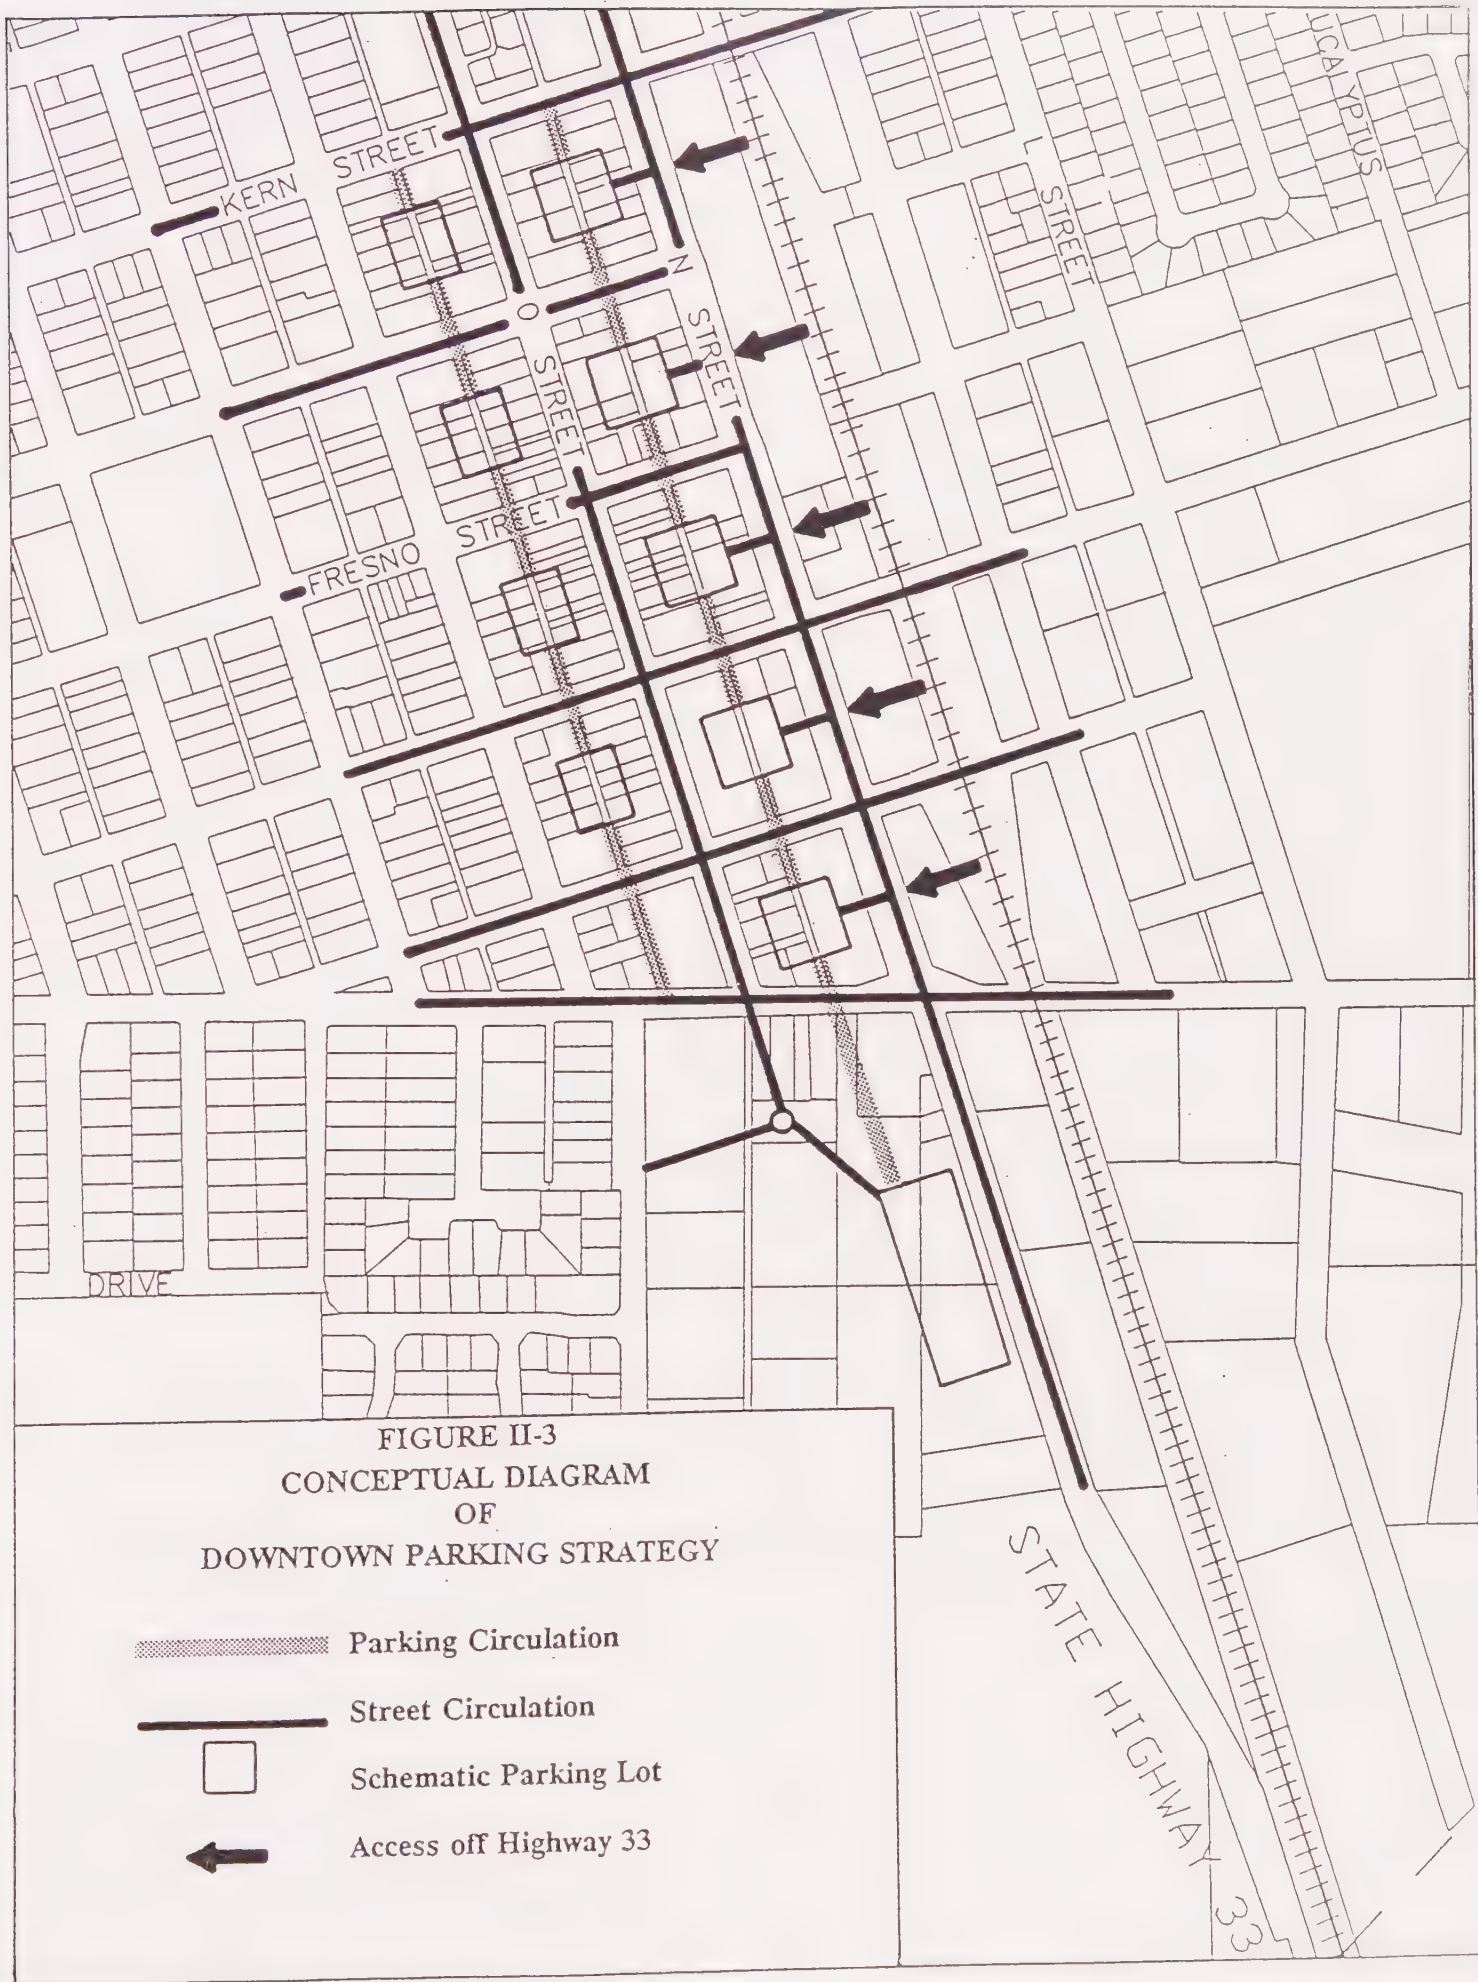 UCALYPTUS
KERN STREET
L STREET
N STREET
O STREET
FRESNO STREET
DRIVE
STATE HIGHWAY 33
FIGURE II-3
CONCEPTUAL DIAGRAM
OF
DOWNTOWN PARKING STRATEGY
Parking Circulation
Street Circulation
Schematic Parking Lot
Access off Highway 33